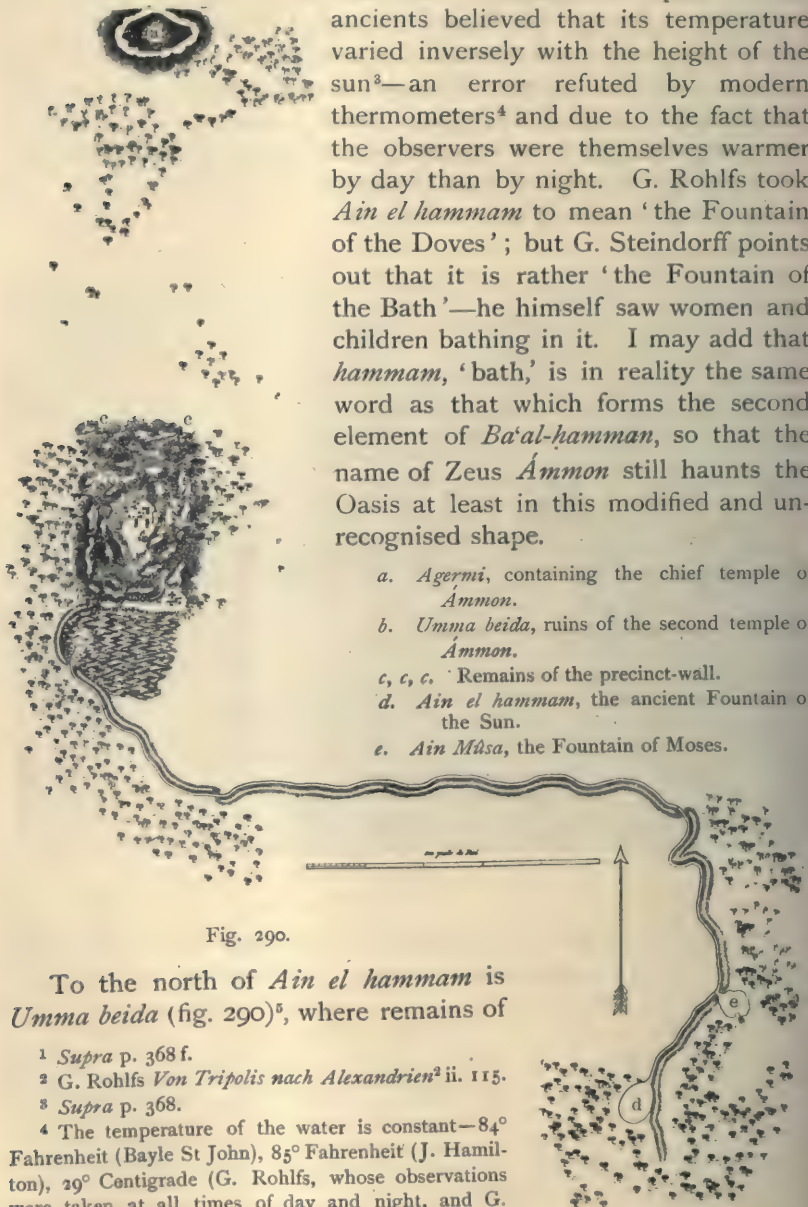 ancients believed that its temperature
varied inversely with the height of the
sun³—an error refuted by modern
thermometers⁴ and due to the fact that
the observers were themselves warmer
by day than by night. G. Rohlfs took
Ain el hammam to mean ‘the Fountain
of the Doves’; but G. Steindorff points
out that it is rather ‘the Fountain of
the Bath’—he himself saw women and
children bathing in it. I may add that
hammam, ‘bath,’ is in reality the same
word as that which forms the second
element of Ba‘al-ḥamman, so that the
name of Zeus Ámmon still haunts the
Oasis at least in this modified and un-
recognised shape.
a. Agermi, containing the chief temple o
Ámmon.
b. Umma beida, ruins of the second temple o
Ámmon.
c, c, c. Remains of the precinct-wall.
d. Ain el hammam, the ancient Fountain o
the Sun.
e. Ain Mûsa, the Fountain of Moses.
c c
e
d
Fig. 290.
To the north of Ain el hammam is
Umma beida (fig. 290)⁵, where remains of
¹ Supra p. 368 f.
² G. Rohlfs Von Tripolis nach Alexandrien² ii. 115.
³ Supra p. 368.
⁴ The temperature of the water is constant—84°
Fahrenheit (Bayle St John), 85° Fahrenheit (J. Hamil-
ton), 29° Centigrade (G. Rohlfs, whose observations
were taken at all times of day and night, and G.